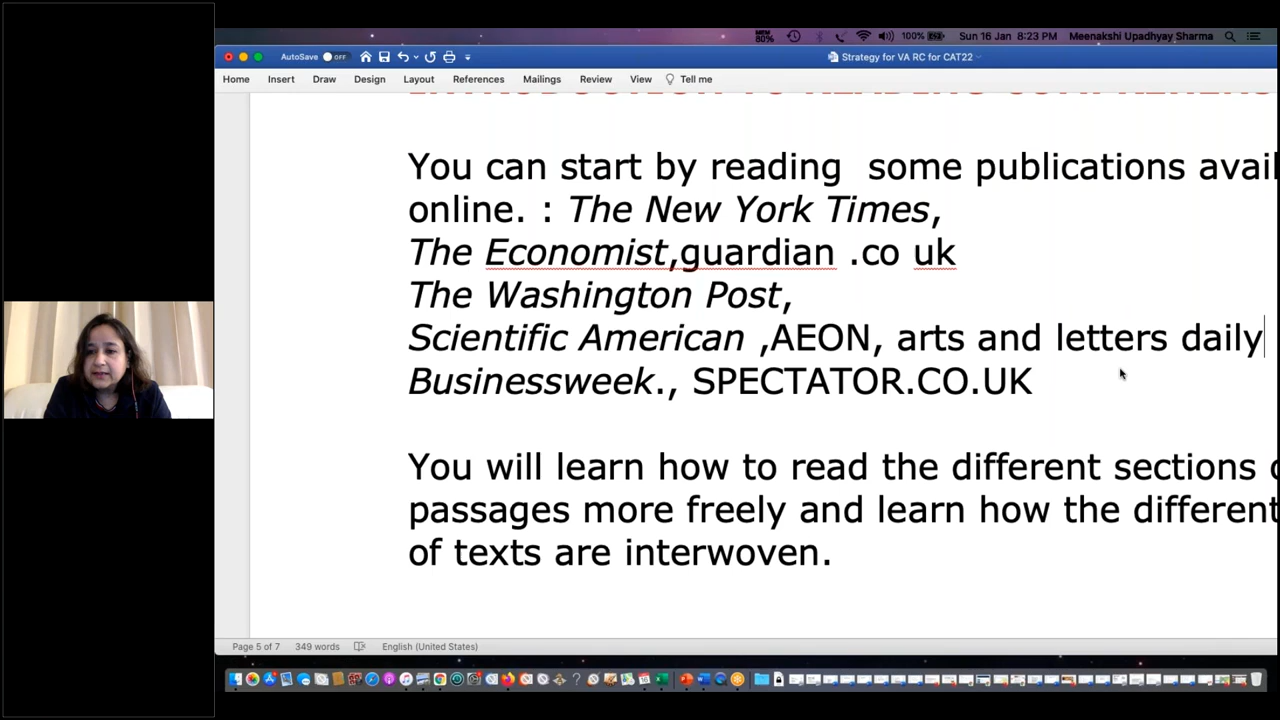 MEM 80% 100% Sun 16 Jan 8:23 PM Meenakshi Upadhyay Sharma
AutoSave OFF Strategy for VA RC for CAT22
Home Insert Draw Design Layout References Mailings Review View Tell me
You can start by reading some publications avai
online. : The New York Times,
The Economist,guardian .co uk
The Washington Post,
Scientific American ,AEON, arts and letters daily
Businessweek., SPECTATOR.CO.UK
You will learn how to read the different sections
passages more freely and learn how the different
of texts are interwoven.
Page 5 of 7 349 words English (United States)